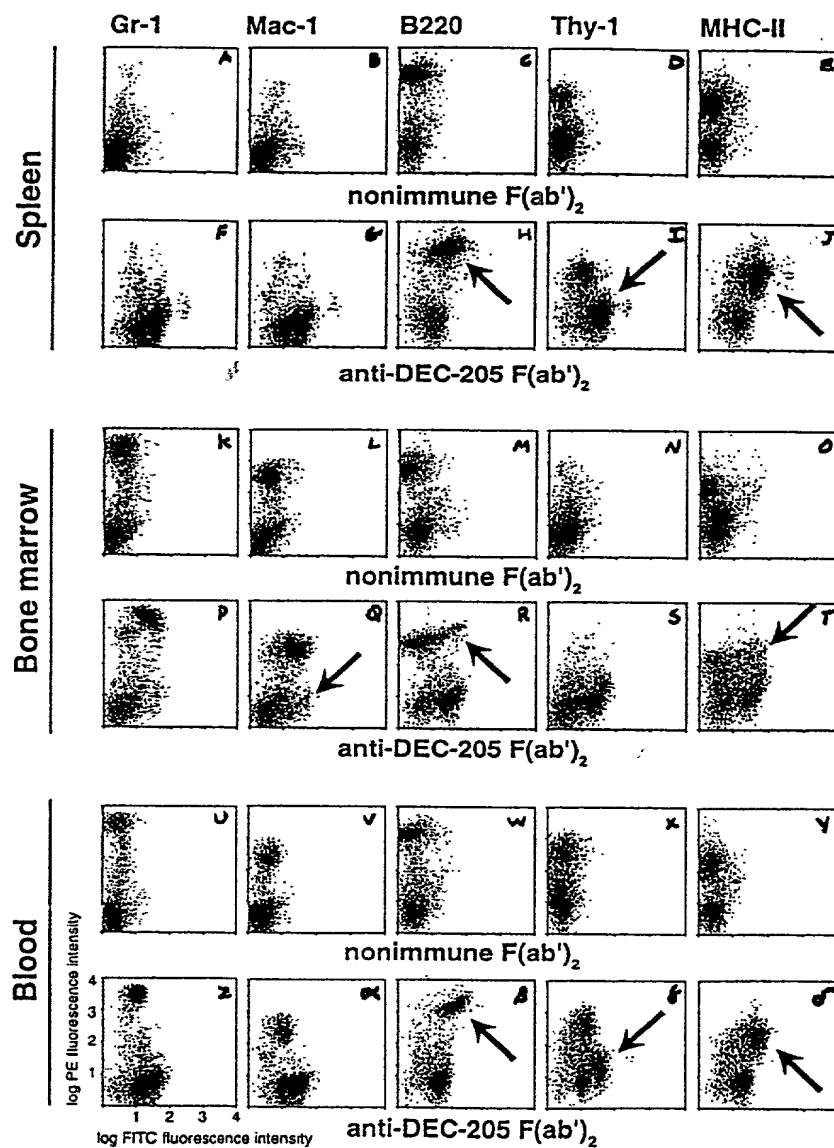 Gr-1 Mac-1 B220 Thy-1 MHC-II
A B C D E
Spleen
nonimmune F(ab')₂
F G H I J
anti-DEC-205 F(ab')₂
K L M N O
Bone marrow
nonimmune F(ab')₂
P Q R S T
anti-DEC-205 F(ab')₂
U V W X Y
Blood
nonimmune F(ab')₂
Z α β γ δ
log PE fluorescence intensity
4
3
2
1
1 2 3 4
log FITC fluorescence intensity
anti-DEC-205 F(ab')₂